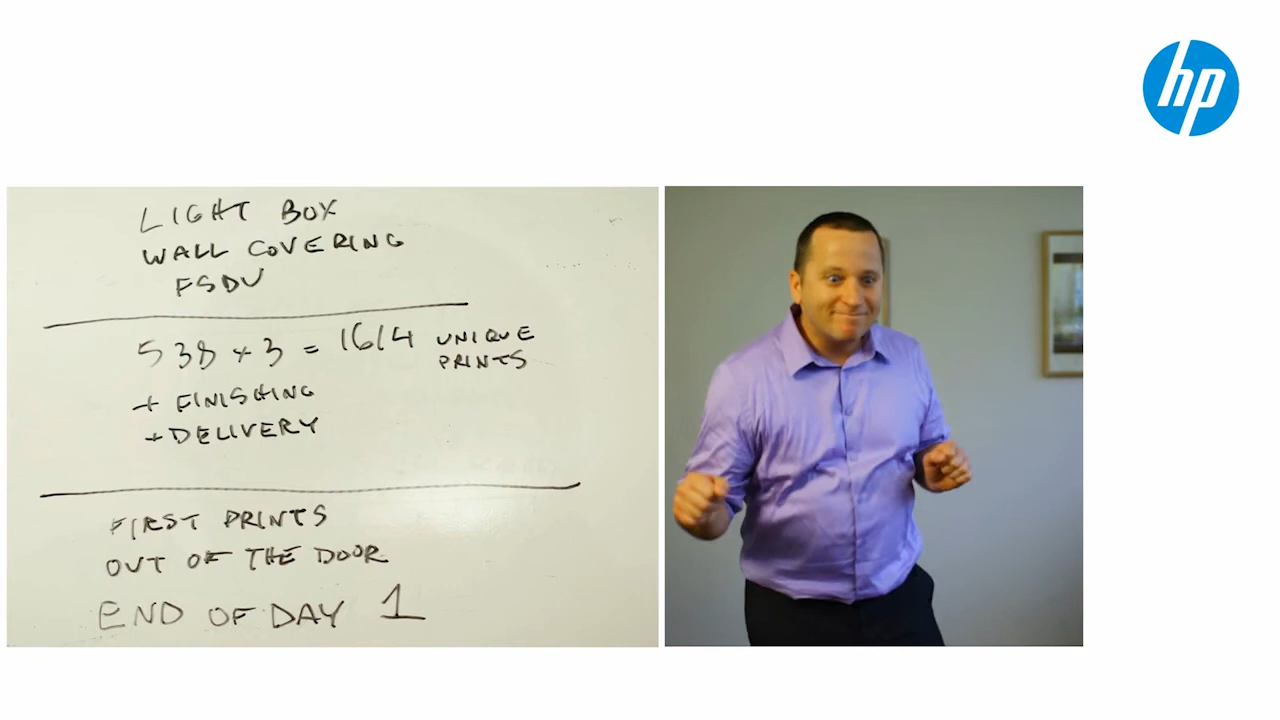 LIGHT BOX
WALL COVERING
FSDU
538 × 3 = 1614 UNIQUE
PRINTS
+ FINISHING
+ DELIVERY
FIRST PRINTS
OUT OF THE DOOR
END OF DAY 1
hp